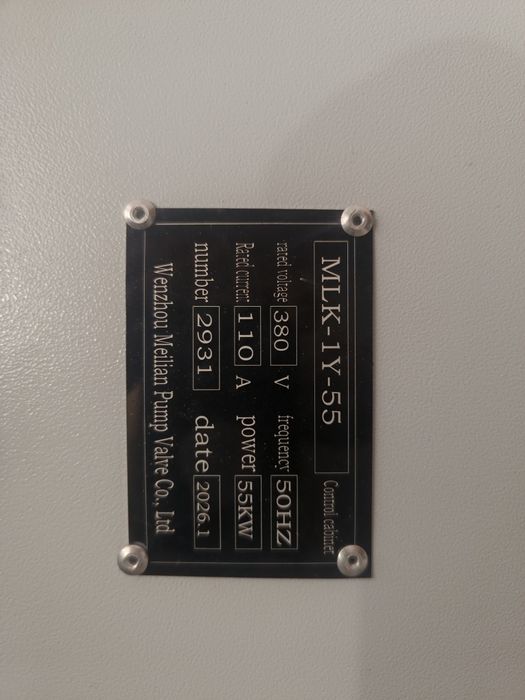 MLK-1Y-55 Control cabinet
rated voltage 380 V frequency 50HZ
Rated current 110 A power 55KW
number 2931 date 2026.1
Wenzhou Meilian Pump Valve Co., Ltd